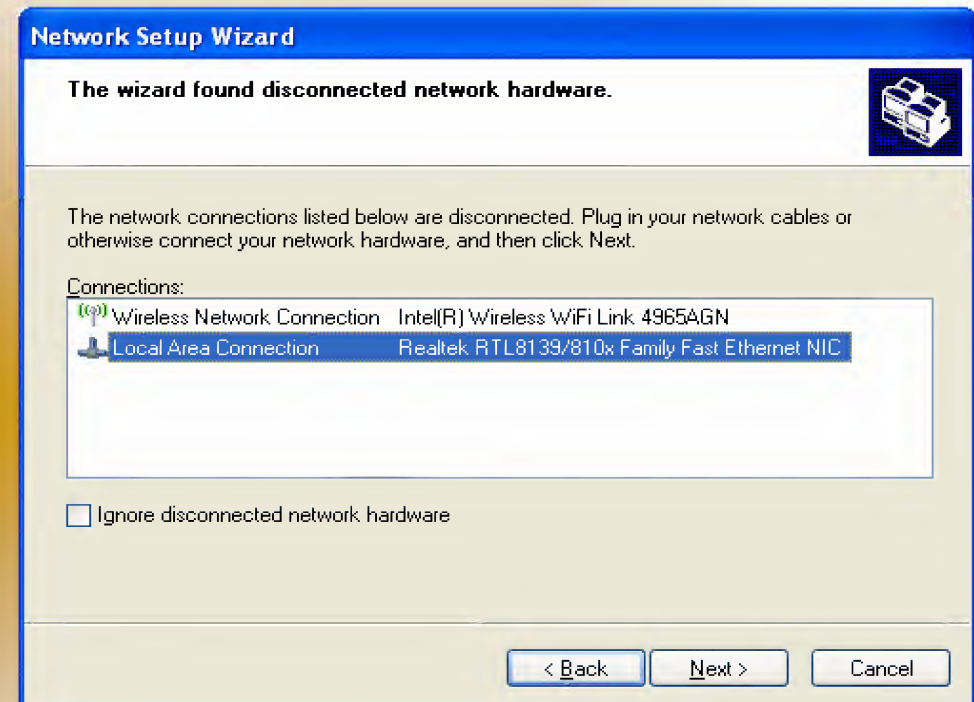 Network Setup Wizard
The wizard found disconnected network hardware.
The network connections listed below are disconnected. Plug in your network cables or
otherwise connect your network hardware, and then click Next.
Connections:
Wireless Network Connection Intel(R) Wireless WiFi Link 4965AGN
Local Area Connection Realtek RTL8139/810x Family Fast Ethernet NIC
Ignore disconnected network hardware
< Back Next > Cancel